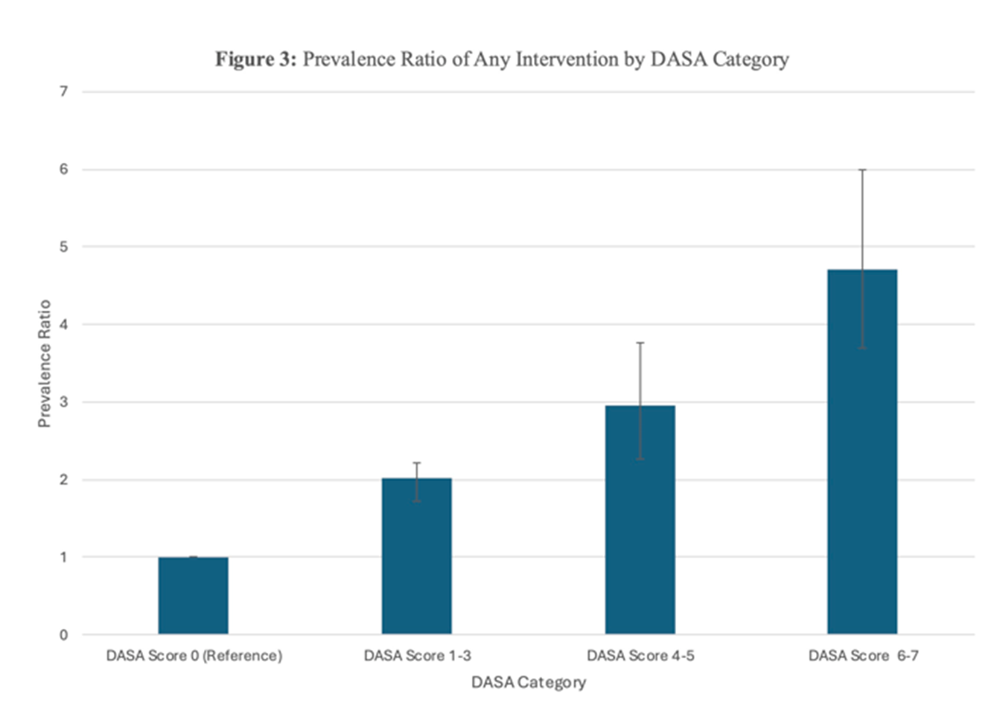 Figure 3: Prevalence Ratio of Any Intervention by DASA Category
7
6
5
4
3
2
1
0
Prevalence Ratio
DASA Score 0 (Reference)
DASA Score 1-3
DASA Score 4-5
DASA Score 6-7
DASA Category